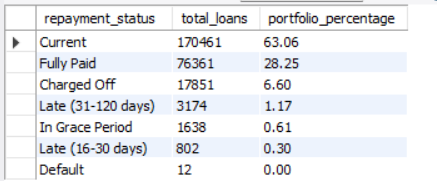 repayment_status total_loans portfolio_percentage
Current 170461 63.06
Fully Paid 76361 28.25
Charged Off 17851 6.60
Late (31-120 days) 3174 1.17
In Grace Period 1638 0.61
Late (16-30 days) 802 0.30
Default 12 0.00